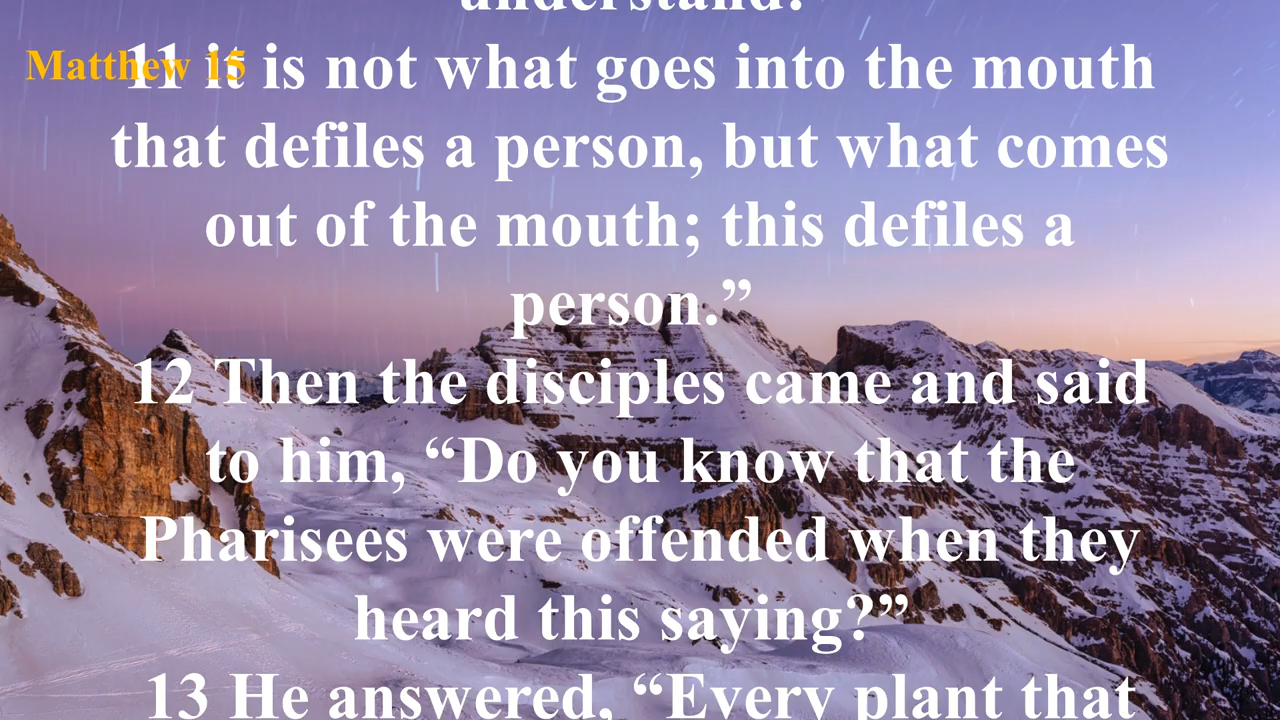 understand:
Matthew 15
11 it is not what goes into the mouth
that defiles a person, but what comes
out of the mouth; this defiles a
person.”
12 Then the disciples came and said
to him, “Do you know that the
Pharisees were offended when they
heard this saying?”
13 He answered, “Every plant that